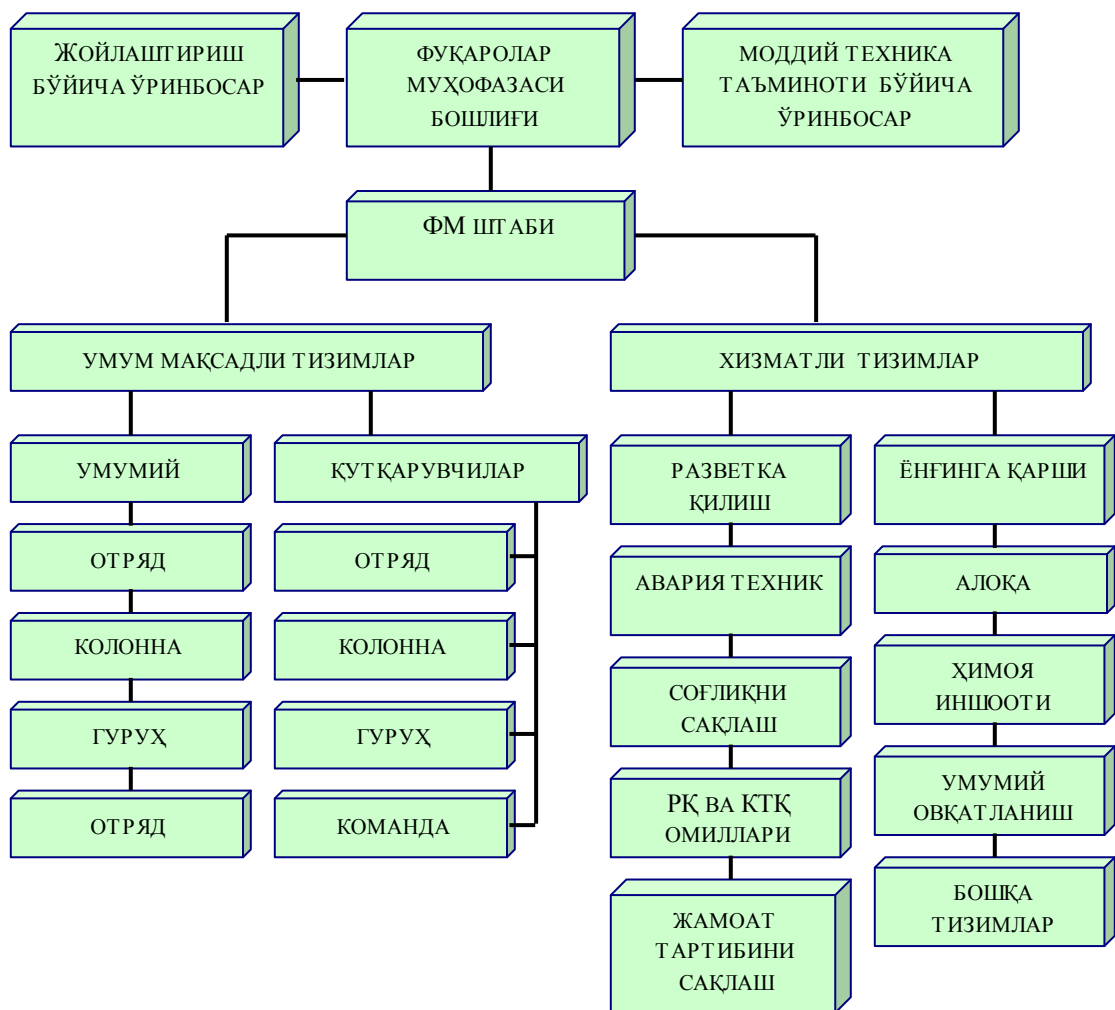 ЖОЙЛАШТИРИШ
БЎЙИЧА ЎРИНБОСАР
ФУҚАРОЛАР
МУҲОФАЗАСИ
БОШЛИҒИ
МОДДИЙ ТЕХНИКА
ТАЪМИНОТИ БЎЙИЧА
ЎРИНБОСАР
ФМ ШТАБИ
УМУМ МАҚСАДЛИ ТИЗИМЛАР
ХИЗМАТЛИ ТИЗИМЛАР
УМУМИЙ
ОТРЯД
КОЛОННА
ГУРУҲ
ОТРЯД
ҚУТҚАРУВЧИЛАР
ОТРЯД
КОЛОННА
ГУРУҲ
КОМАНДА
РАЗВЕТКА
ҚИЛИШ
АВАРИЯ ТЕХНИК
СОҒЛИҚНИ
САҚЛАШ
РҚ ВА КТҚ
ОМИЛЛАРИ
ЖАМОАТ
ТАРТИБИНИ
САҚЛАШ
ЁНҒИНГА ҚАРШИ
АЛОҚА
ҲИМОЯ
ИНШООТИ
УМУМИЙ
ОВҚАТЛАНИШ
БОШҚА
ТИЗИМЛАР